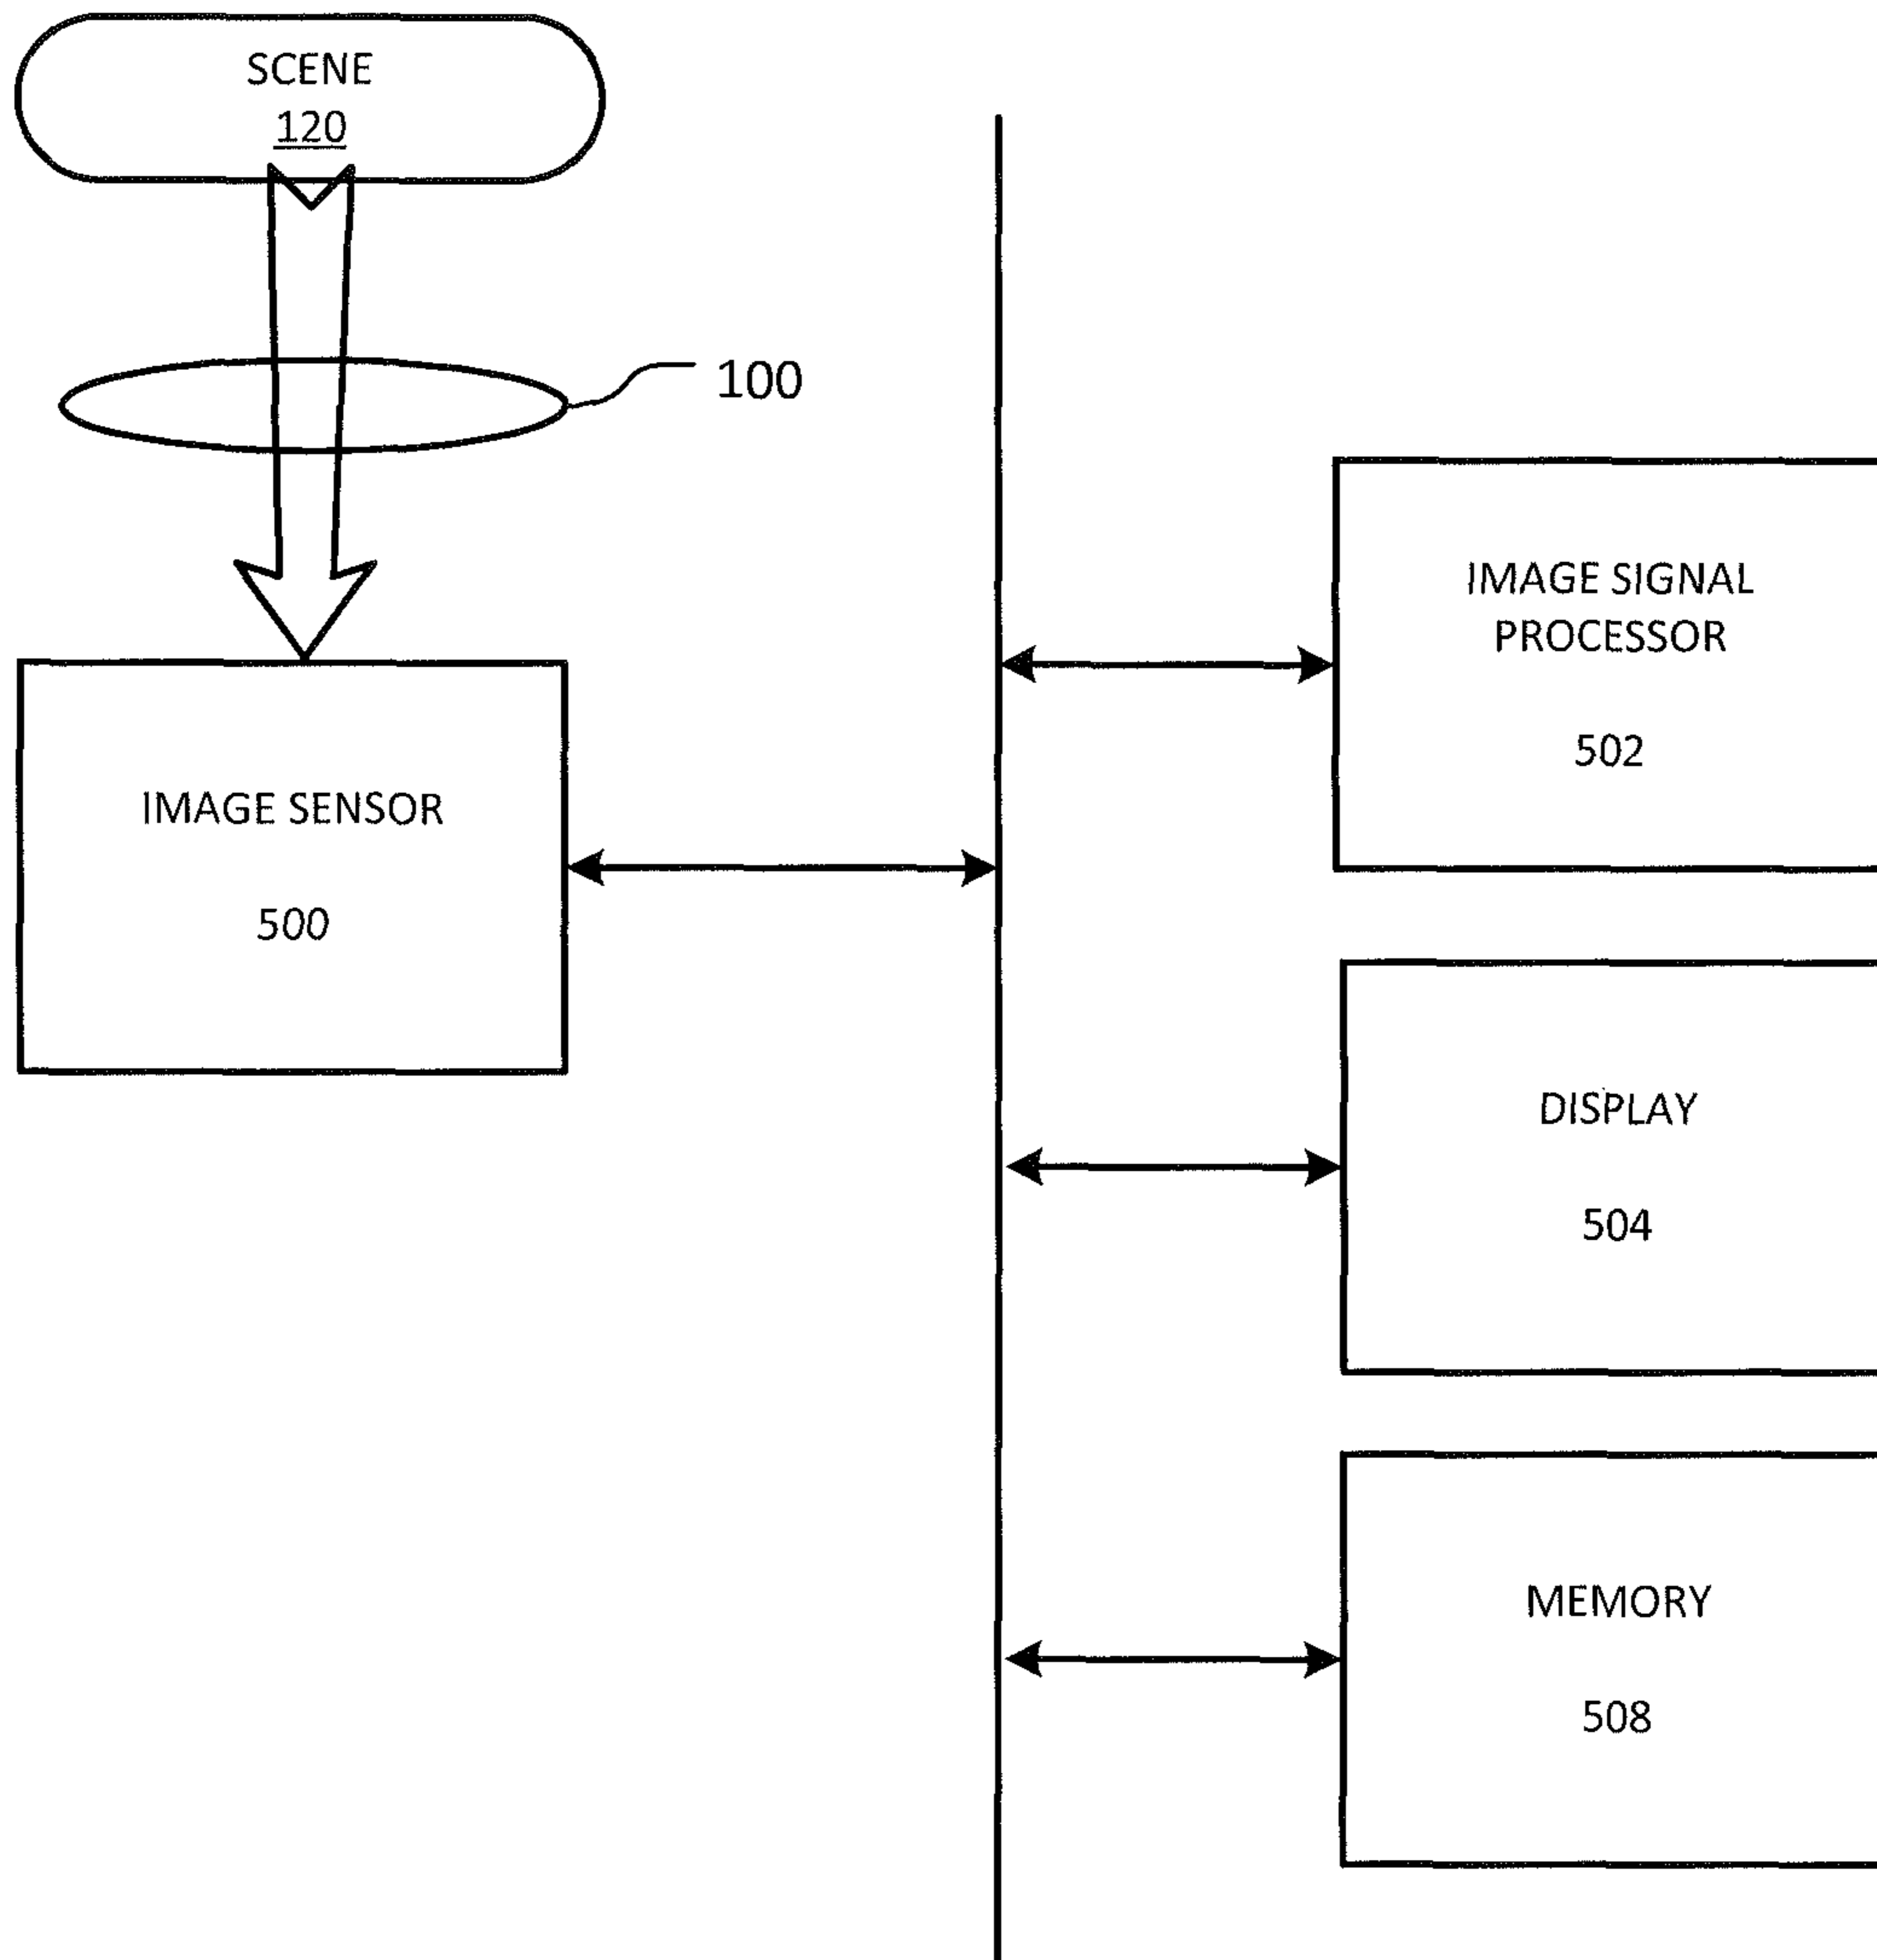 SCENE
120
100
IMAGE SIGNAL
PROCESSOR
502
IMAGE SENSOR
500
DISPLAY
504
MEMORY
508